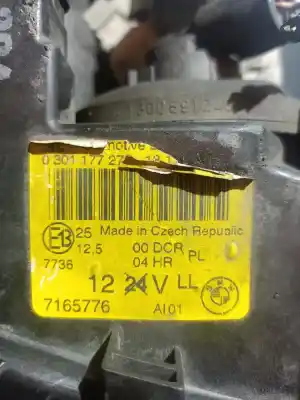 0 301 177 27
E13 25 Made in Czech Republic
12,5 00 DCR PL
7736 04 HR
12 24 V LL
7165776 AI01